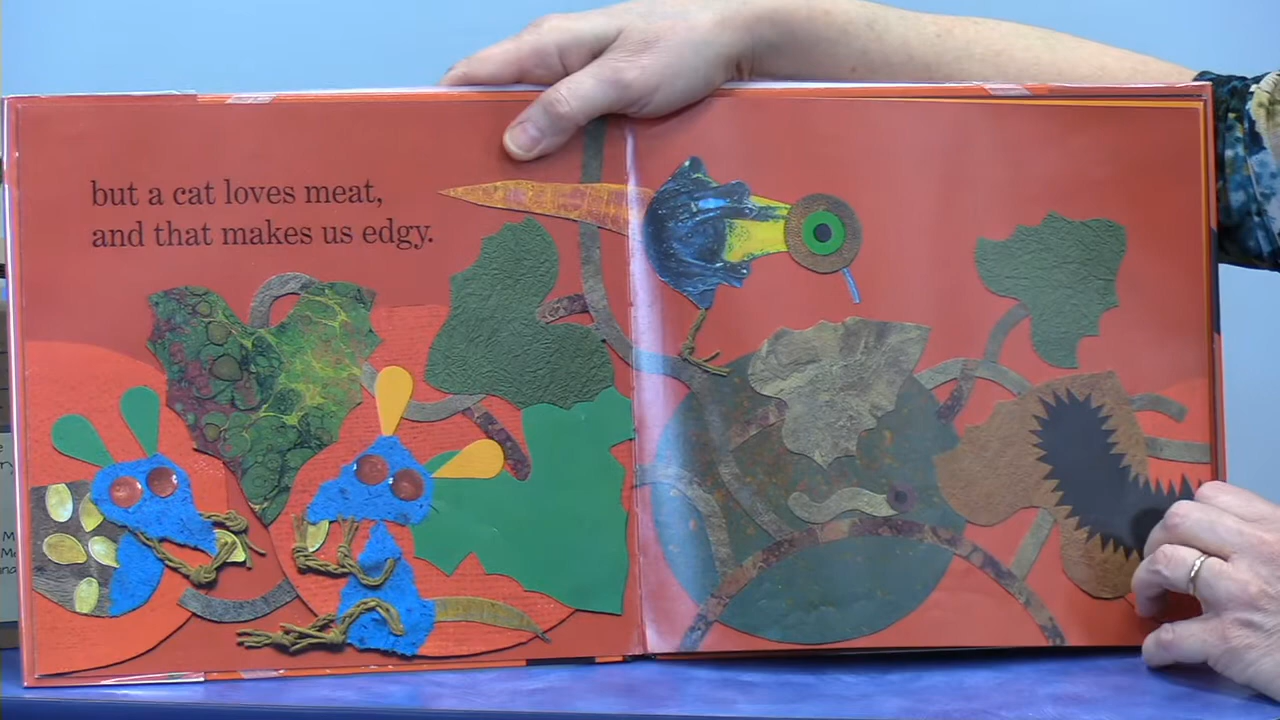 but a cat loves meat,
and that makes us edgy.